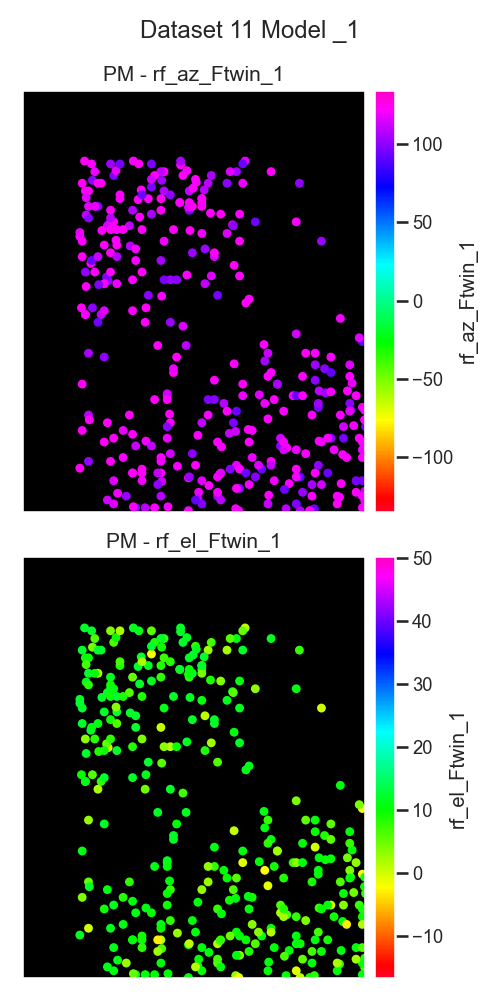 Dataset 11 Model _1
PM - rf_az_Ftwin_1
100
50
0
−50
−100
rf_az_Ftwin_1
PM - rf_el_Ftwin_1
50
40
30
20
10
0
−10
rf_el_Ftwin_1